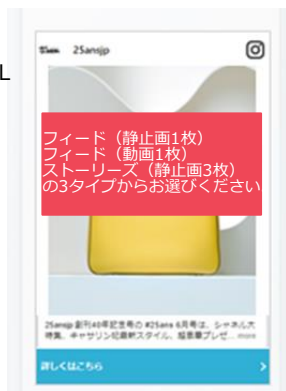 L
25ans 25ansjp
フィード（静止画1枚）
フィード（動画1枚）
ストーリーズ（静止画3枚）
の3タイプからお選びください
25ansjp 創刊40年記念号の #25ans 6月号は、シャネル大
特集、キャサリン妃最新スタイル、超豪華プレゼ... more
詳しくはこちら